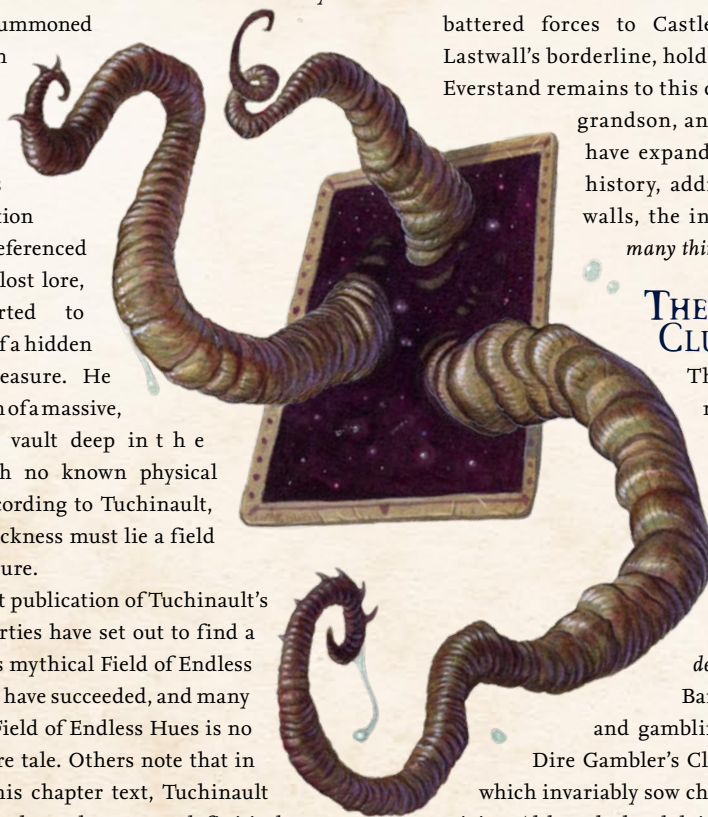 ummoned
n
s
tion
eferenced
lost lore,
rted to
f a hidden
easure. He
n of a massive,
vault deep in t h e
h no known physical
cording to Tuchinault,
ckness must lie a field
ure.
t publication of Tuchinault's
rties have set out to find a
s mythical Field of Endless
have succeeded, and many
Field of Endless Hues is no
re tale. Others note that in
his chapter text, Tuchinault
battered forces to Castle
Lastwall's borderline, hold
Everstand remains to this d
grandson, an
have expand
history, addi
walls, the in
many thi
THE
CLU
Th
r
de
Ba
and gamblin
Dire Gambler's Cl
which invariably sow ch